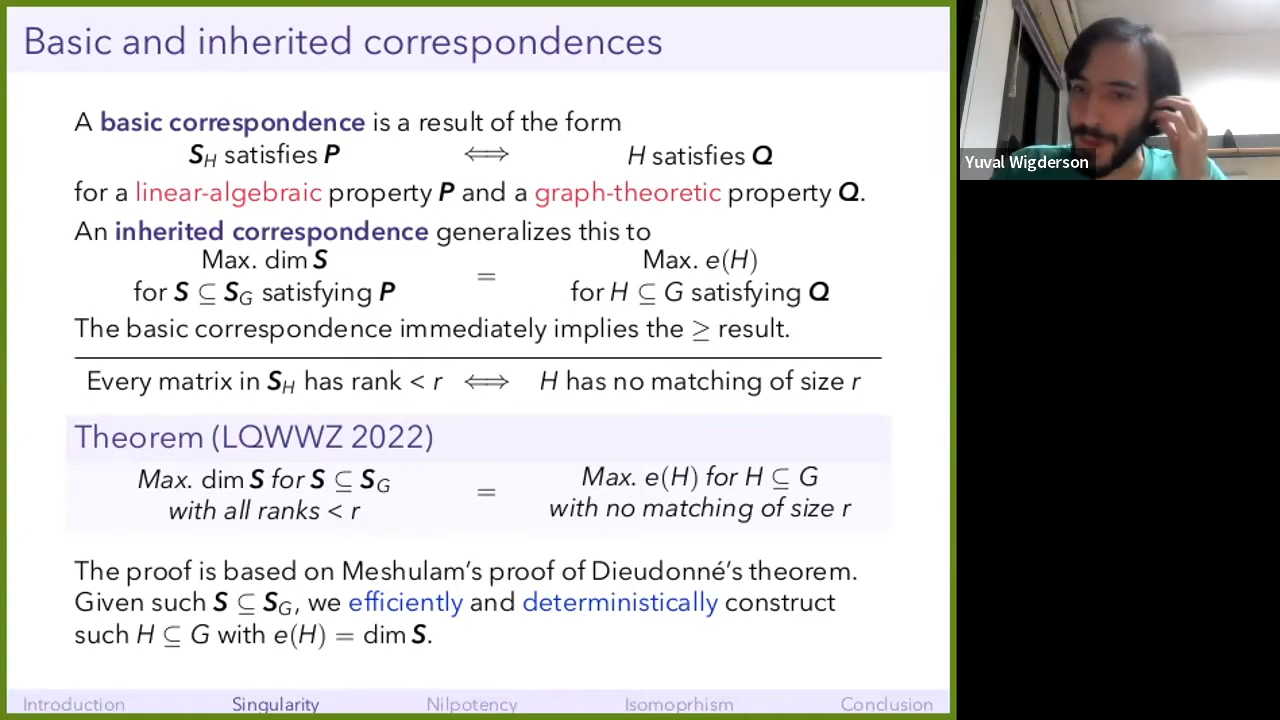 Basic and inherited correspondences
A basic correspondence is a result of the form
S_H satisfies P ⟺ H satisfies Q
for a linear-algebraic property P and a graph-theoretic property Q.
An inherited correspondence generalizes this to
Max. dim S = Max. e(H)
for S ⊆ S_G satisfying P for H ⊆ G satisfying Q
The basic correspondence immediately implies the ≥ result.
Every matrix in S_H has rank < r ⟺ H has no matching of size r
Theorem (LQWWZ 2022)
Max. dim S for S ⊆ S_G = Max. e(H) for H ⊆ G
with all ranks < r with no matching of size r
The proof is based on Meshulam's proof of Dieudonné's theorem.
Given such S ⊆ S_G, we efficiently and deterministically construct
such H ⊆ G with e(H) = dim S.
Introduction Singularity Nilpotency Isomoprhism Conclusion
Yuval Wigderson